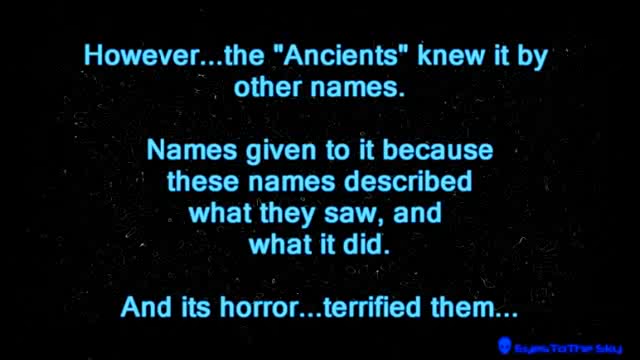 However...the "Ancients" knew it by
other names.
Names given to it because
these names described
what they saw, and
what it did.
And its horror...terrified them...
EyesToTheSky